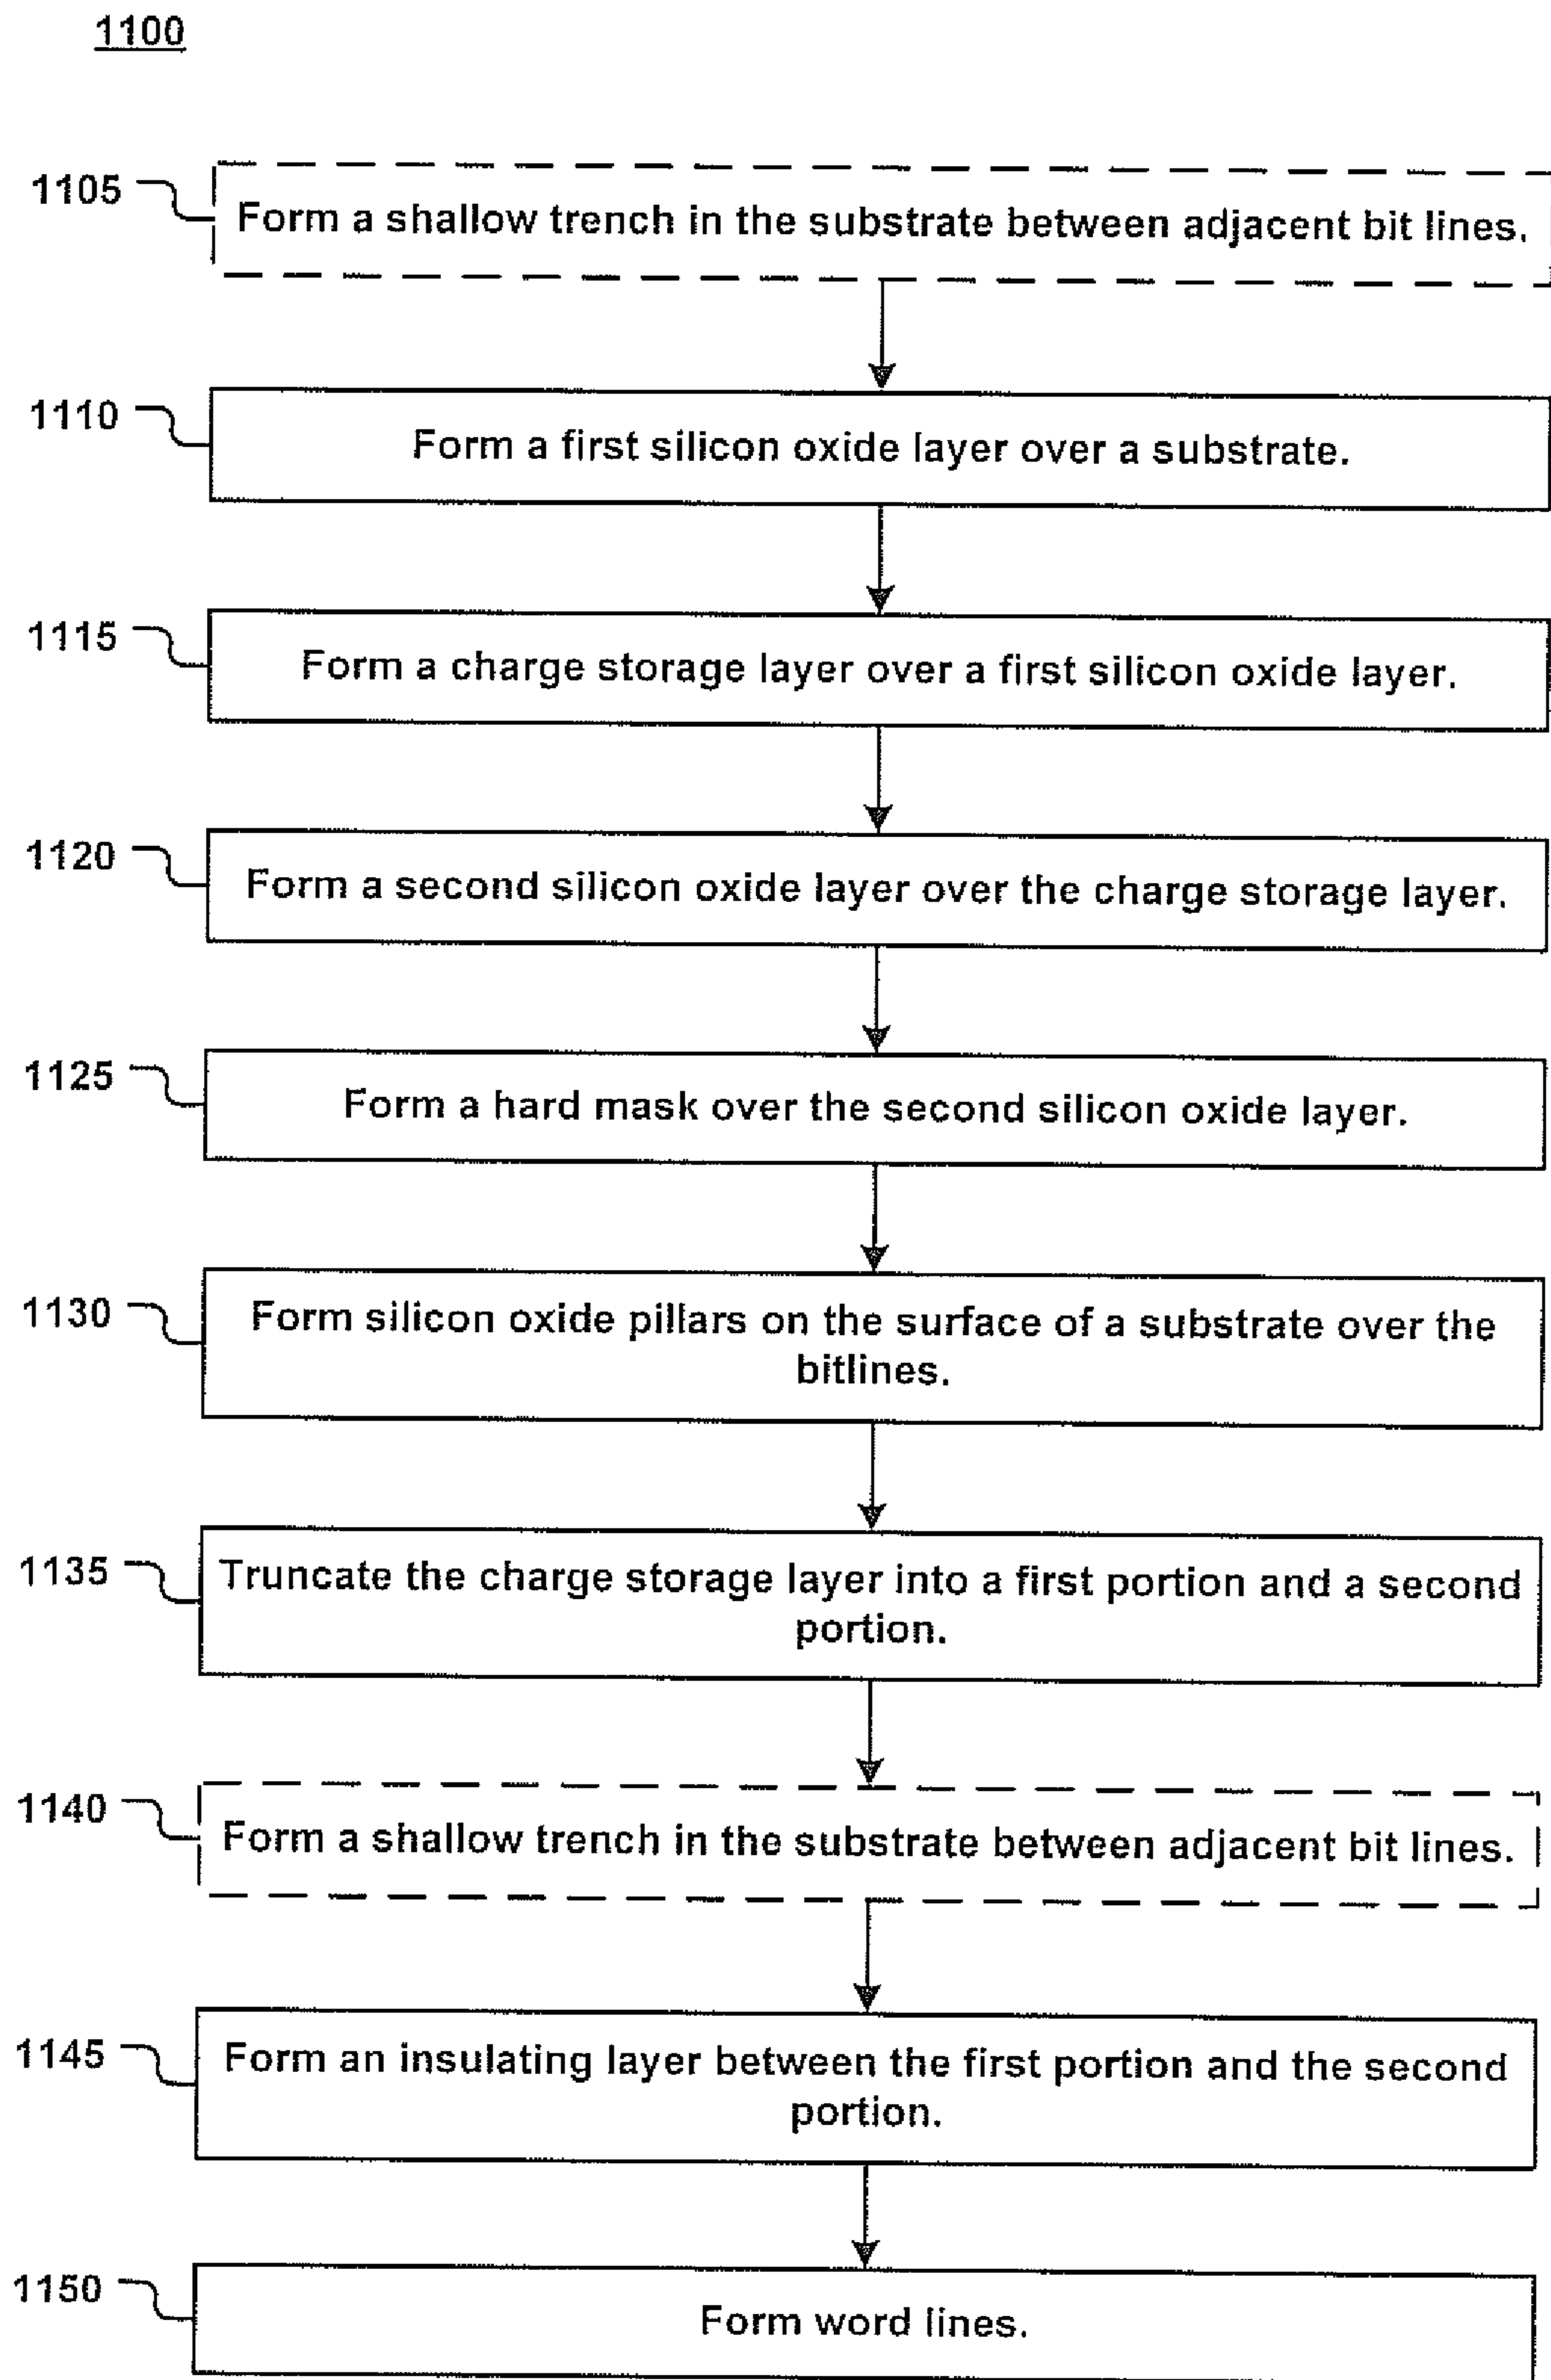 1100
1105
Form a shallow trench in the substrate between adjacent bit lines.
1110
Form a first silicon oxide layer over a substrate.
1115
Form a charge storage layer over a first silicon oxide layer.
1120
Form a second silicon oxide layer over the charge storage layer.
1125
Form a hard mask over the second silicon oxide layer.
1130
Form silicon oxide pillars on the surface of a substrate over the
bitlines.
1135
Truncate the charge storage layer into a first portion and a second
portion.
1140
Form a shallow trench in the substrate between adjacent bit lines.
1145
Form an insulating layer between the first portion and the second
portion.
1150
Form word lines.